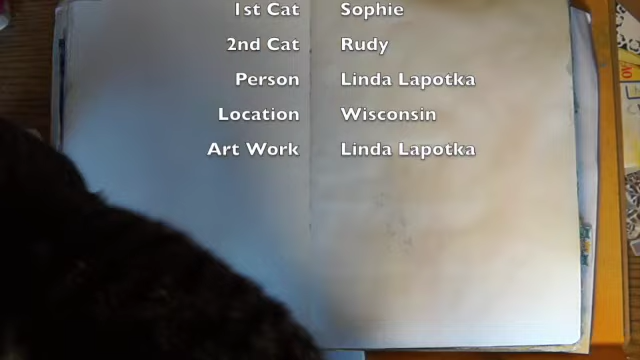 1st Cat Sophie
2nd Cat Rudy
Person Linda Lapotka
Location Wisconsin
Art Work Linda Lapotka